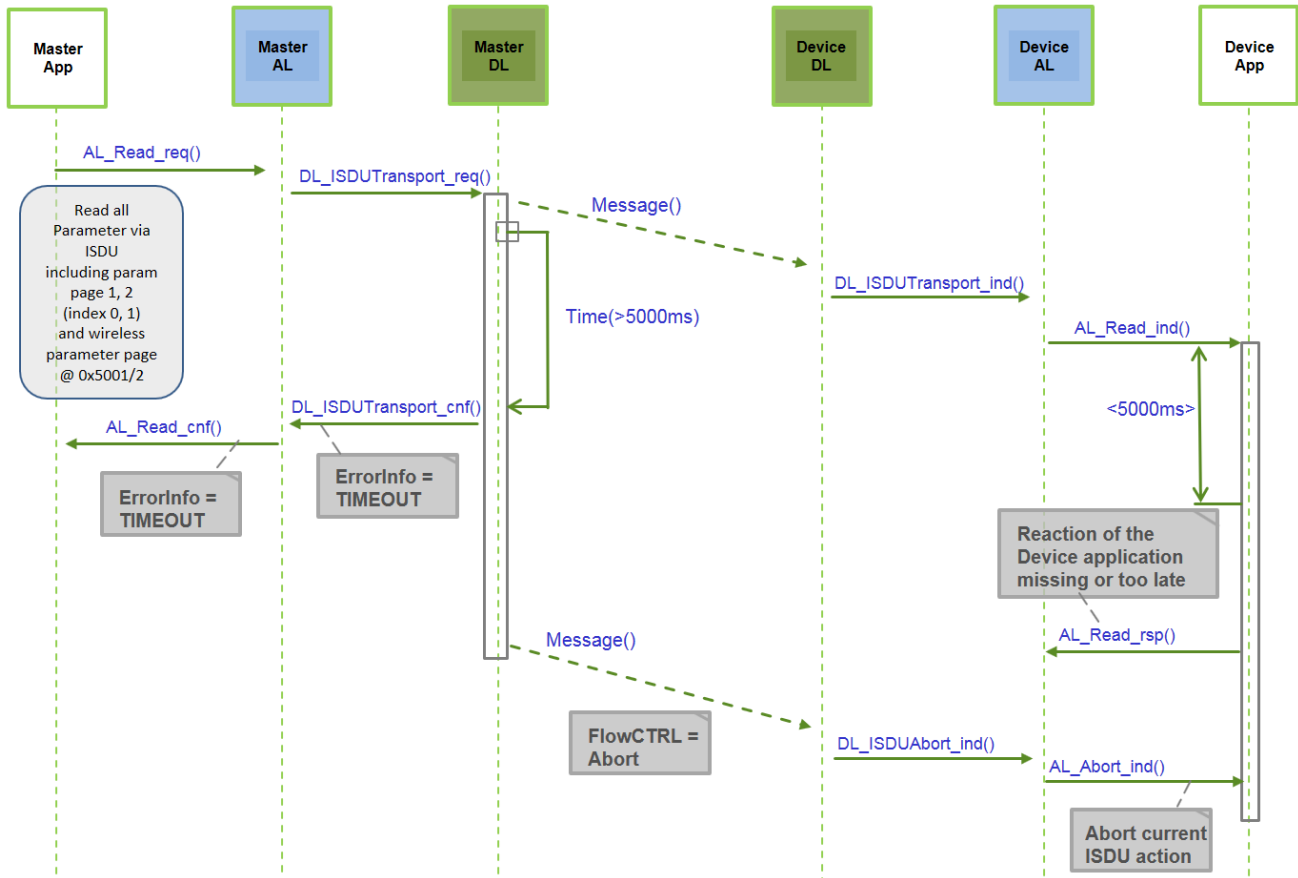 Master
App
Master
AL
Master
DL
Device
DL
Device
AL
Device
App
AL_Read_req()
DL_ISDUTransport_req()
Message()
Read all
Parameter via
ISDU
including param
page 1, 2
(index 0, 1)
and wireless
parameter page
@ 0x5001/2
DL_ISDUTransport_ind()
Time(>5000ms)
AL_Read_ind()
<5000ms>
DL_ISDUTransport_cnf()
AL_Read_cnf()
ErrorInfo =
TIMEOUT
ErrorInfo =
TIMEOUT
Reaction of the
Device application
missing or too late
AL_Read_rsp()
Message()
FlowCTRL =
Abort
DL_ISDUAbort_ind()
AL_Abort_ind()
Abort current
ISDU action